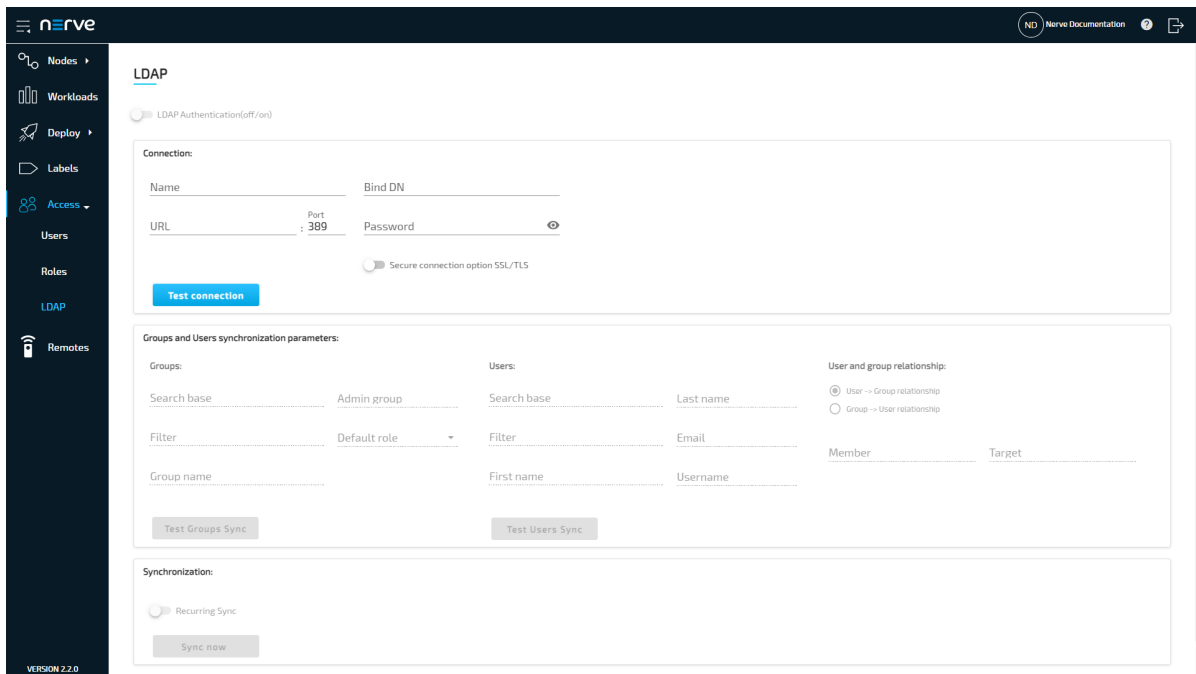 nerve
ND Nerve Documentation ?
Nodes
Workloads
Deploy
Labels
Access
Users
Roles
LDAP
Remotes
VERSION 2.2.0
LDAP
LDAP Authentication(off/on)
Connection:
Name Bind DN
Port
URL : 389 Password
Secure connection option SSL/TLS
Test connection
Groups and Users synchronization parameters:
Groups: Users: User and group relationship:
User -> Group relationship
Search base Admin group Search base Last name
Group -> User relationship
Filter Default role Filter Email
Member Target
Group name First name Username
Test Groups Sync Test Users Sync
Synchronization:
Recurring Sync
Sync now